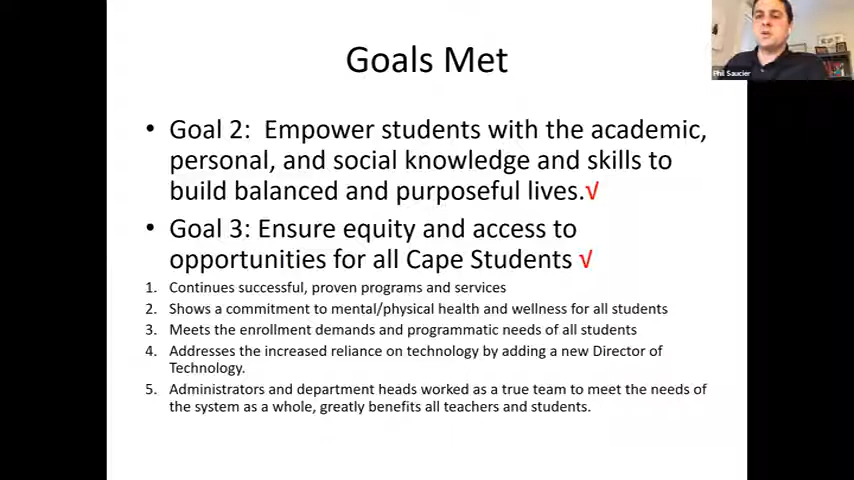 Goals Met
Phil Saucier
• Goal 2:  Empower students with the academic,
personal, and social knowledge and skills to
build balanced and purposeful lives.√
• Goal 3: Ensure equity and access to
opportunities for all Cape Students √
1. Continues successful, proven programs and services
2. Shows a commitment to mental/physical health and wellness for all students
3. Meets the enrollment demands and programmatic needs of all students
4. Addresses the increased reliance on technology by adding a new Director of
Technology.
5. Administrators and department heads worked as a true team to meet the needs of
the system as a whole, greatly benefits all teachers and students.